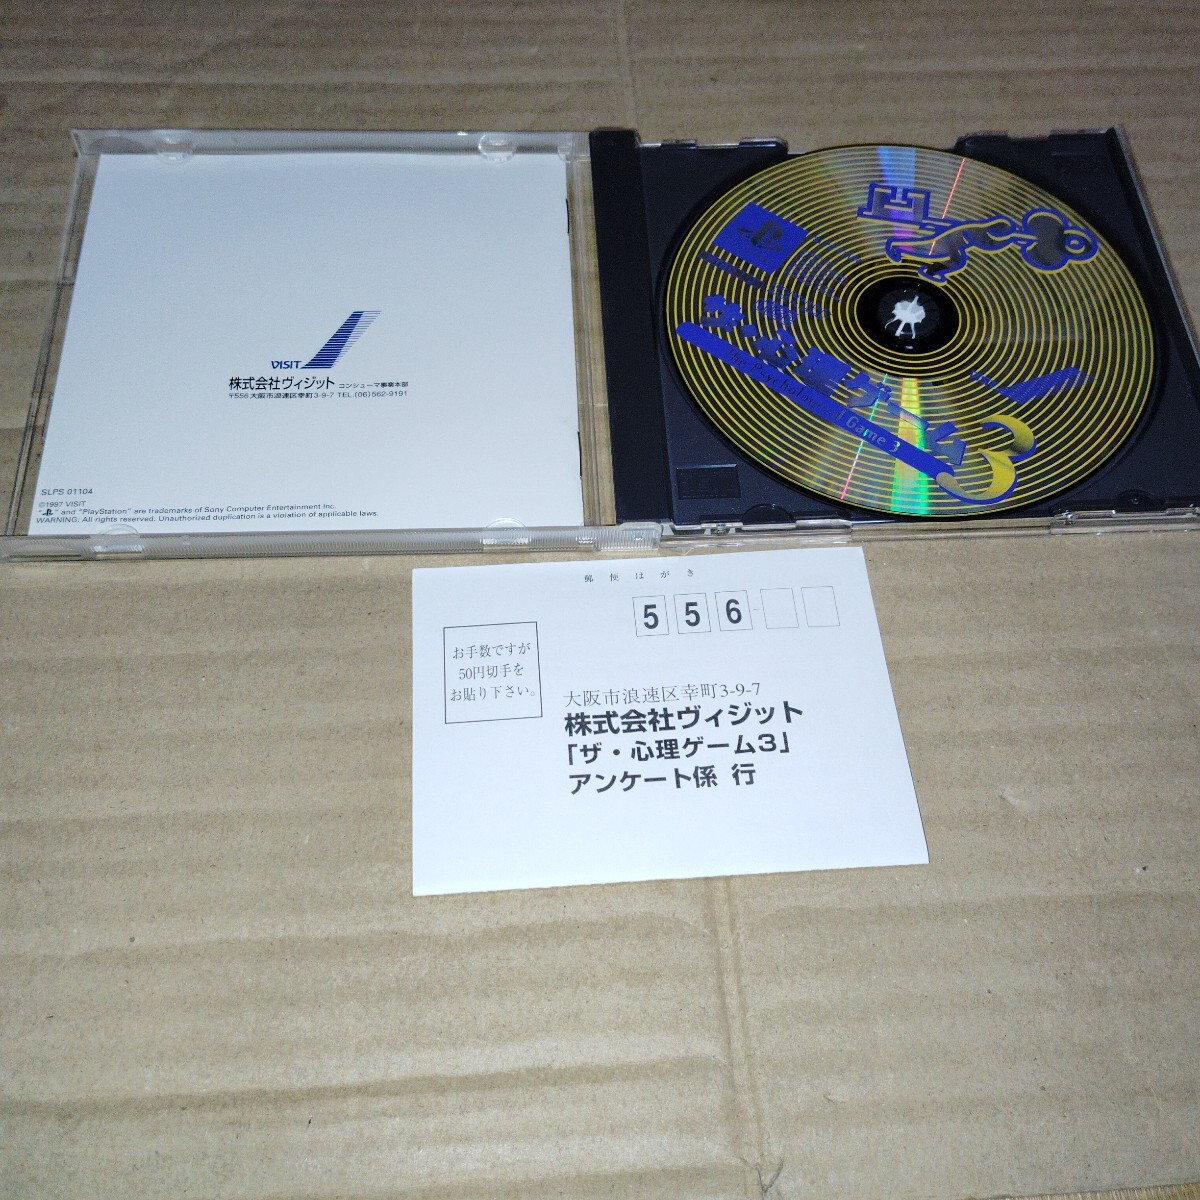 VISIT
株式会社ヴィジット コンシューマ事業本部
〒556 大阪市浪速区幸町3-9-7 TEL.(06)562-9191
SLPS 01104
©1997 VISIT
" " and "PlayStation" are trademarks of Sony Computer Entertainment Inc.
WARNING: All rights reserved. Unauthorized duplication is a violation of applicable laws.
ザ・心理ゲーム3
The Psychological Game 3
郵便はがき
556-
お手数ですが
50円切手を
お貼り下さい。
大阪市浪速区幸町3-9-7
株式会社ヴィジット
「ザ・心理ゲーム3」
アンケート係 行